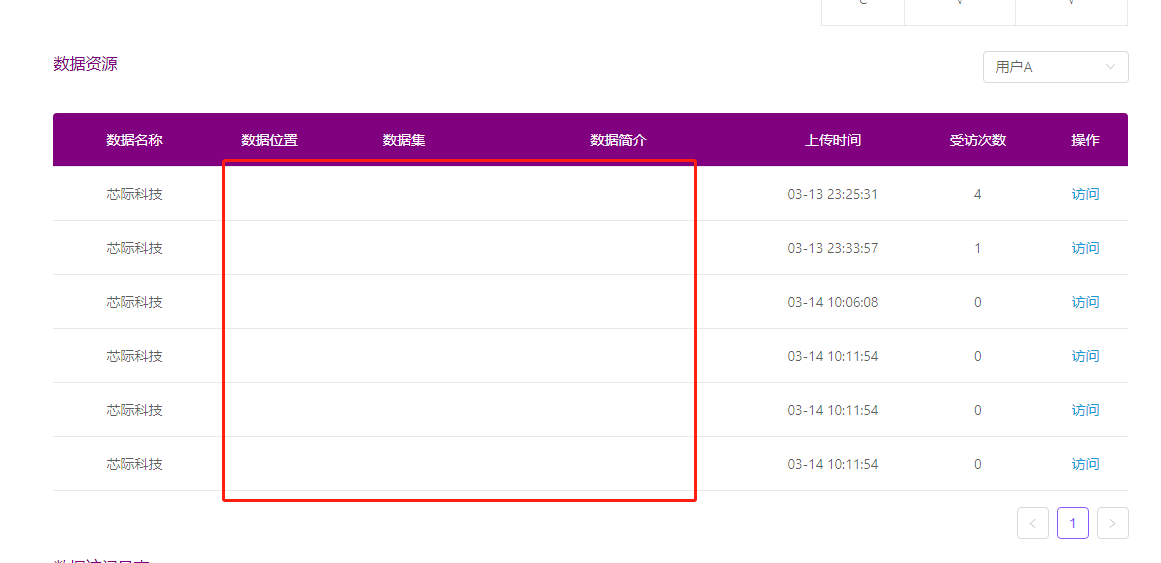 数据资源
用户A
数据名称 数据位置 数据集 数据简介 上传时间 受访次数 操作
芯际科技 03-13 23:25:31 4 访问
芯际科技 03-13 23:33:57 1 访问
芯际科技 03-14 10:06:08 0 访问
芯际科技 03-14 10:11:54 0 访问
芯际科技 03-14 10:11:54 0 访问
芯际科技 03-14 10:11:54 0 访问
< 1 >